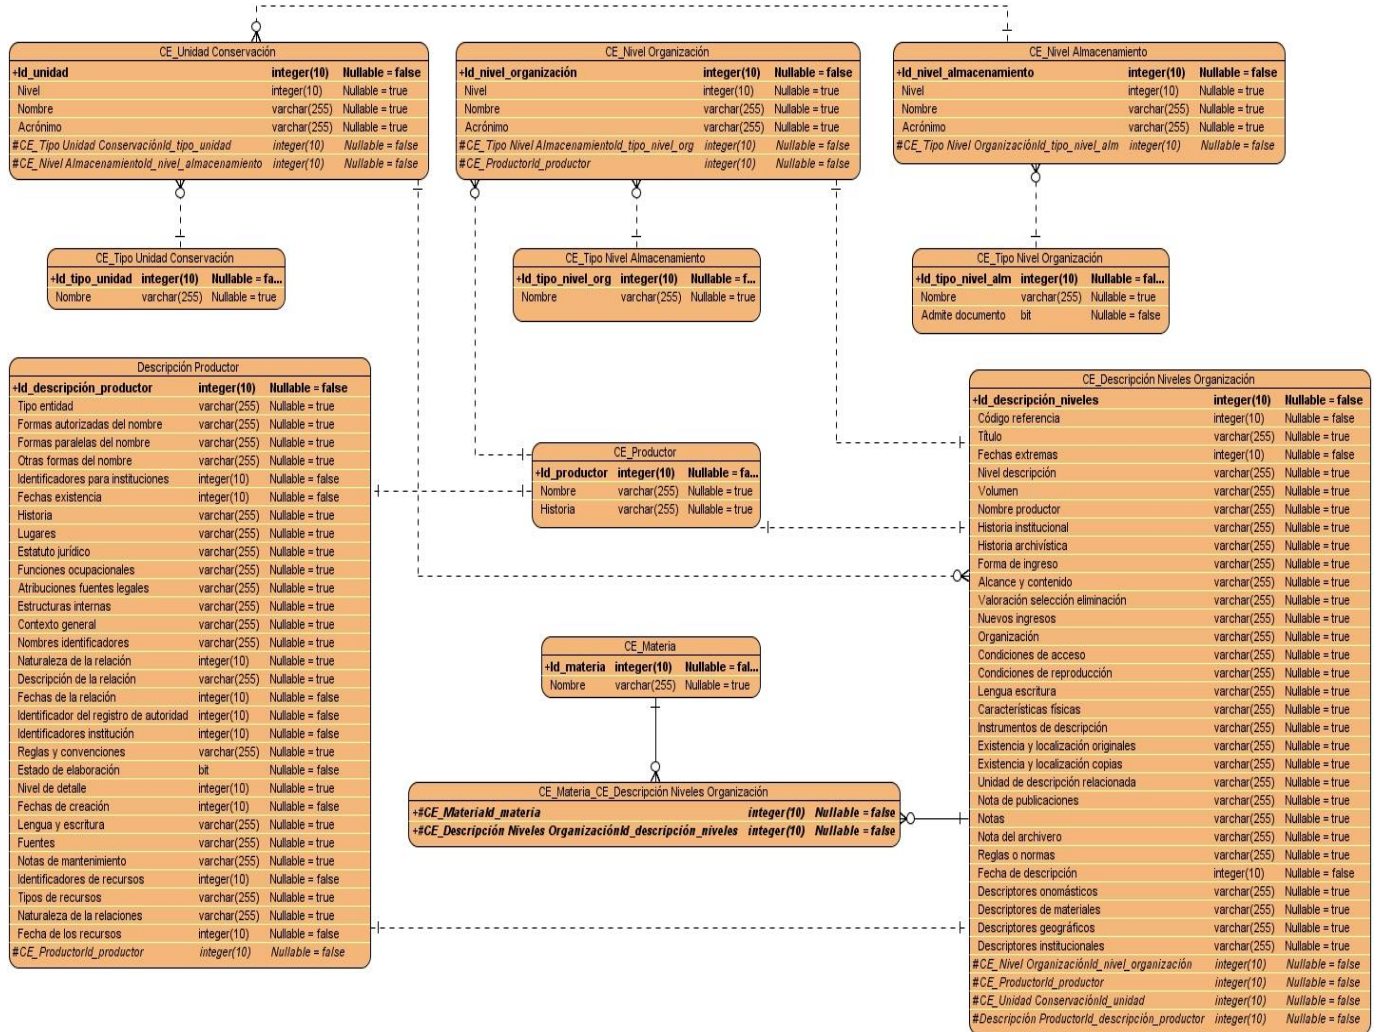 CE_Unidad Conservación
+Id_unidad integer(10) Nullable = false
Nivel integer(10) Nullable = true
Nombre varchar(255) Nullable = true
Acrónimo varchar(255) Nullable = true
#CE_Tipo Unidad ConservaciónId_tipo_unidad integer(10) Nullable = false
#CE_Nivel AlmacenamientoId_nivel_almacenamiento integer(10) Nullable = false
CE_Nivel Organización
+Id_nivel_organización integer(10) Nullable = false
Nivel integer(10) Nullable = true
Nombre varchar(255) Nullable = true
Acrónimo varchar(255) Nullable = true
#CE_Tipo Nivel AlmacenamientoId_tipo_nivel_org integer(10) Nullable = false
#CE_ProductorId_productor integer(10) Nullable = false
CE_Nivel Almacenamiento
+Id_nivel_almacenamiento integer(10) Nullable = false
Nivel integer(10) Nullable = true
Nombre varchar(255) Nullable = true
Acrónimo varchar(255) Nullable = true
#CE_Tipo Nivel OrganizaciónId_tipo_nivel_alm integer(10) Nullable = false
CE_Tipo Unidad Conservación
+Id_tipo_unidad integer(10) Nullable = fa...
Nombre varchar(255) Nullable = true
CE_Tipo Nivel Almacenamiento
+Id_tipo_nivel_org integer(10) Nullable = f...
Nombre varchar(255) Nullable = true
CE_Tipo Nivel Organización
+Id_tipo_nivel_alm integer(10) Nullable = fal...
Nombre varchar(255) Nullable = true
Admite documento bit Nullable = false
Descripción Productor
+Id_descripción_productor integer(10) Nullable = false
Tipo entidad varchar(255) Nullable = true
Formas autorizadas del nombre varchar(255) Nullable = true
Formas paralelas del nombre varchar(255) Nullable = true
Otras formas del nombre varchar(255) Nullable = true
Identificadores para instituciones integer(10) Nullable = false
Fechas existencia integer(10) Nullable = false
Historia varchar(255) Nullable = true
Lugares varchar(255) Nullable = true
Estatuto jurídico varchar(255) Nullable = true
Funciones ocupacionales varchar(255) Nullable = true
Atribuciones fuentes legales varchar(255) Nullable = true
Estructuras internas varchar(255) Nullable = true
Contexto general varchar(255) Nullable = true
Nombres identificadores varchar(255) Nullable = true
Naturaleza de la relación integer(10) Nullable = true
Descripción de la relación varchar(255) Nullable = true
Fechas de la relación integer(10) Nullable = false
Identificador del registro de autoridad integer(10) Nullable = false
Identificadores institución integer(10) Nullable = false
Reglas y convenciones varchar(255) Nullable = true
Estado de elaboración bit Nullable = false
Nivel de detalle integer(10) Nullable = true
Fechas de creación integer(10) Nullable = false
Lengua y escritura varchar(255) Nullable = true
Fuentes varchar(255) Nullable = true
Notas de mantenimiento varchar(255) Nullable = true
Identificadores de recursos integer(10) Nullable = false
Tipos de recursos varchar(255) Nullable = true
Naturaleza de la relaciones varchar(255) Nullable = true
Fecha de los recursos integer(10) Nullable = false
#CE_ProductorId_productor integer(10) Nullable = false
CE_Productor
+Id_productor integer(10) Nullable = fa...
Nombre varchar(255) Nullable = true
Historia varchar(255) Nullable = true
CE_Materia
+Id_materia integer(10) Nullable = fal...
Nombre varchar(255) Nullable = true
CE_Materia_CE_Descripción Niveles Organización
+#CE_MateriaId_materia integer(10) Nullable = false
+#CE_Descripción Niveles OrganizaciónId_descripción_niveles integer(10) Nullable = false
CE_Descripción Niveles Organización
+Id_descripción_niveles integer(10) Nullable = false
Código referencia integer(10) Nullable = false
Título varchar(255) Nullable = true
Fechas extremas integer(10) Nullable = false
Nivel descripción varchar(255) Nullable = true
Volumen varchar(255) Nullable = true
Nombre productor varchar(255) Nullable = true
Historia institucional varchar(255) Nullable = true
Historia archivística varchar(255) Nullable = true
Forma de ingreso varchar(255) Nullable = true
Alcance y contenido varchar(255) Nullable = true
Valoración selección eliminación varchar(255) Nullable = true
Nuevos ingresos varchar(255) Nullable = true
Organización varchar(255) Nullable = true
Condiciones de acceso varchar(255) Nullable = true
Condiciones de reproducción varchar(255) Nullable = true
Lengua escritura varchar(255) Nullable = true
Características físicas varchar(255) Nullable = true
Instrumentos de descripción varchar(255) Nullable = true
Existencia y localización originales varchar(255) Nullable = true
Existencia y localización copias varchar(255) Nullable = true
Unidad de descripción relacionada varchar(255) Nullable = true
Nota de publicaciones varchar(255) Nullable = true
Notas varchar(255) Nullable = true
Nota del archivero varchar(255) Nullable = true
Reglas o normas varchar(255) Nullable = true
Fecha de descripción integer(10) Nullable = false
Descriptores onomásticos varchar(255) Nullable = true
Descriptores de materiales varchar(255) Nullable = true
Descriptores geográficos varchar(255) Nullable = true
Descriptores institucionales varchar(255) Nullable = true
#CE_Nivel OrganizaciónId_nivel_organización integer(10) Nullable = false
#CE_ProductorId_productor integer(10) Nullable = false
#CE_Unidad ConservaciónId_unidad integer(10) Nullable = false
#Descripción ProductorId_descripción_productor integer(10) Nullable = false